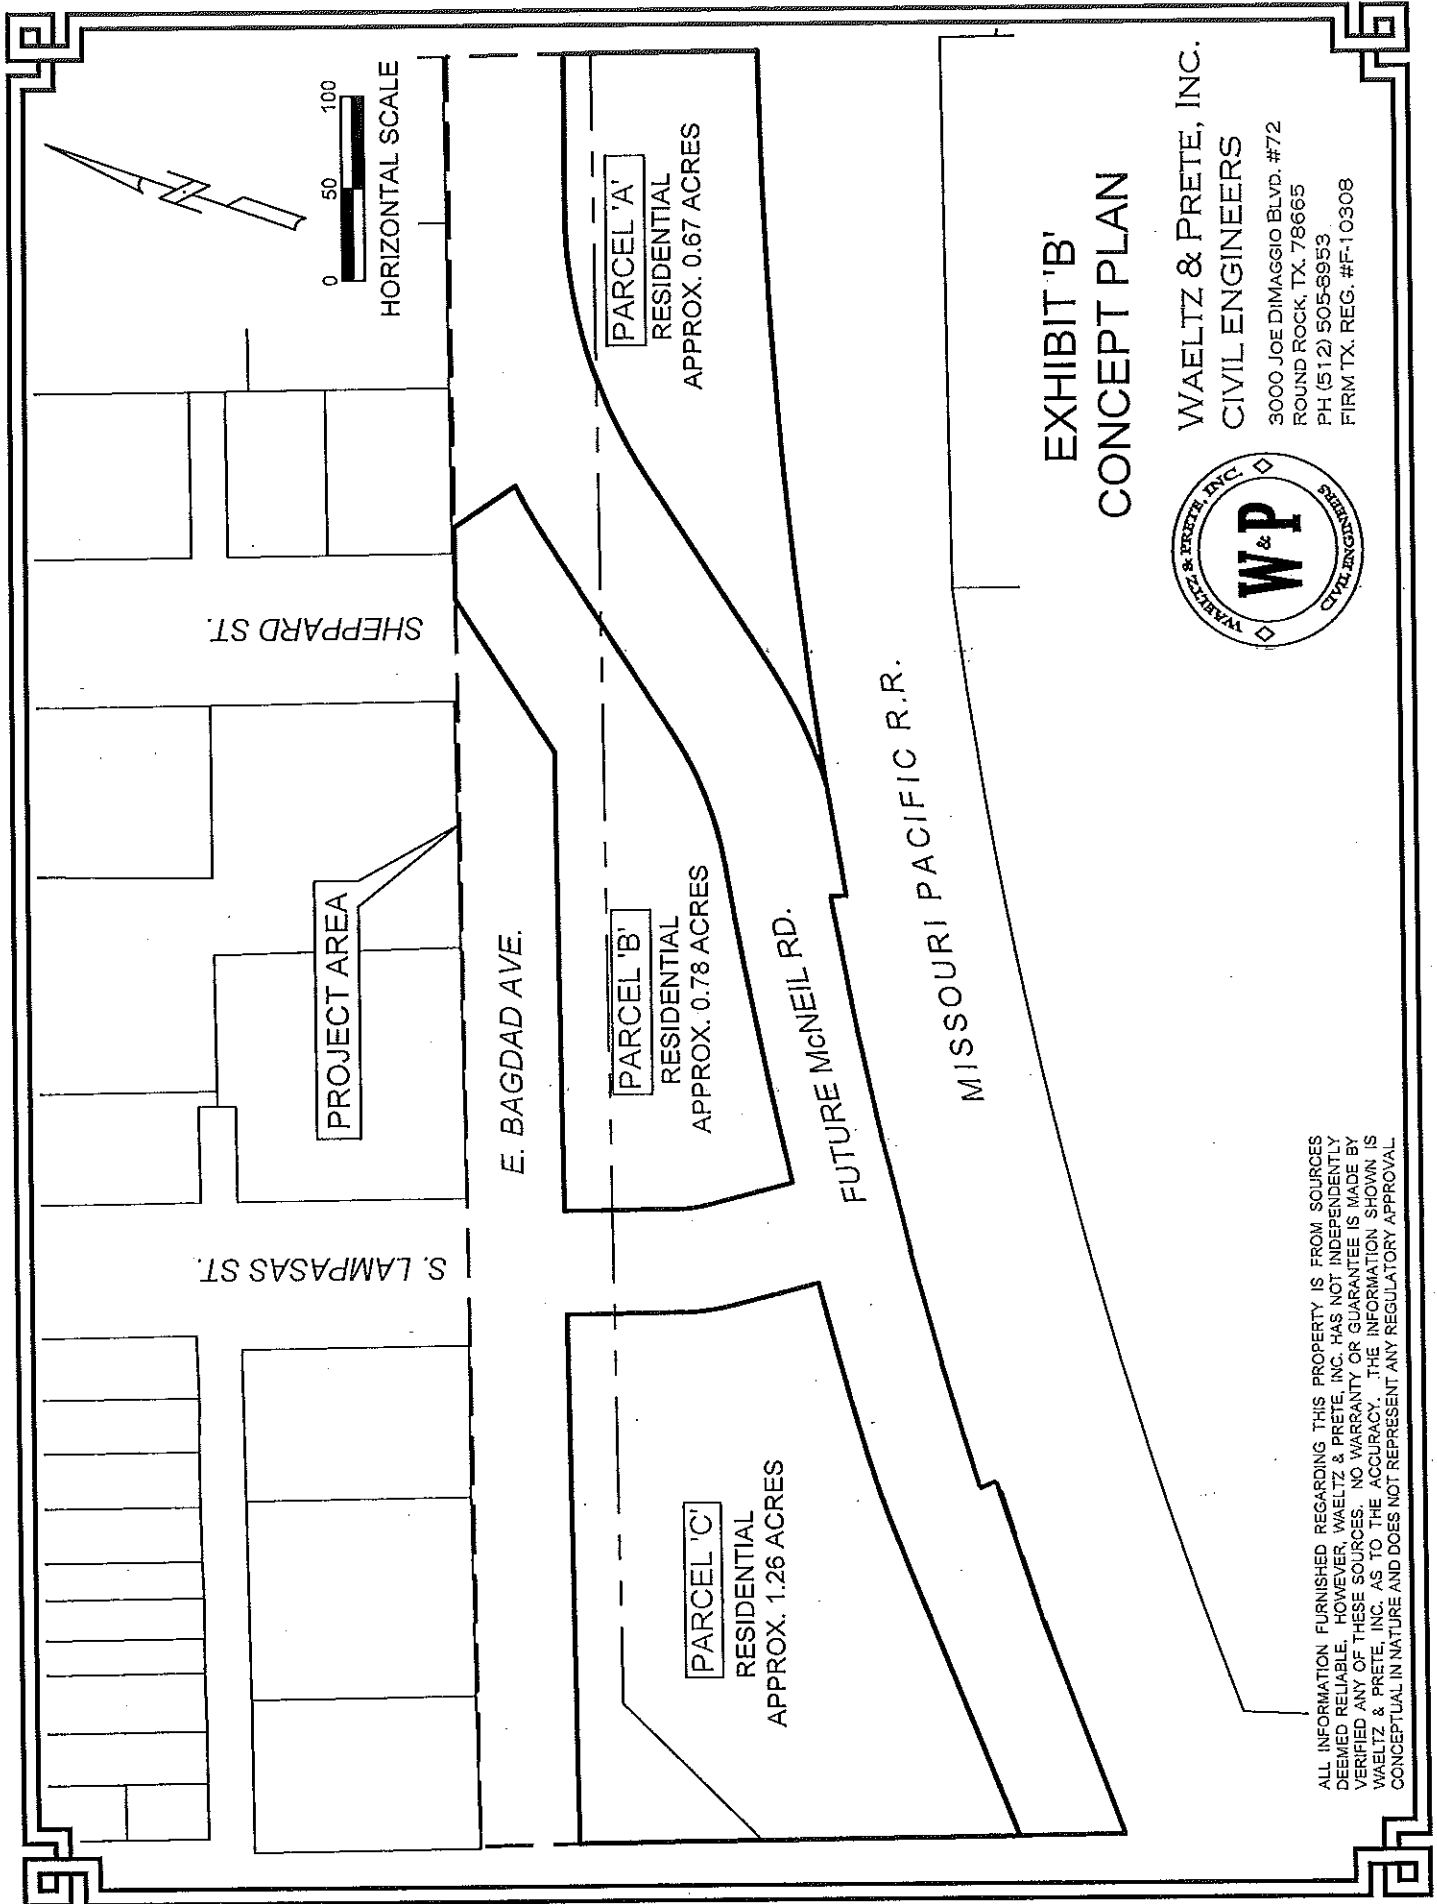 0 50 100
HORIZONTAL SCALE
SHEPPARD ST.
S. LAMPASAS ST.
PROJECT AREA
E. BAGDAD AVE.
PARCEL 'A'
RESIDENTIAL
APPROX. 0.67 ACRES
PARCEL 'B'
RESIDENTIAL
APPROX. 0.78 ACRES
PARCEL 'C'
RESIDENTIAL
APPROX. 1.26 ACRES
FUTURE McNEIL RD.
MISSOURI PACIFIC R.R.
EXHIBIT 'B'
CONCEPT PLAN
WAELTZ & PRETE, INC.
W&P
CIVIL ENGINEERS
WAELTZ & PRETE, INC.
CIVIL ENGINEERS
3000 JOE DIMAGGIO BLVD. #72
ROUND ROCK, TX. 78665
PH (512) 505-8953
FIRM TX. REG. #F-10308
ALL INFORMATION FURNISHED REGARDING THIS PROPERTY IS FROM SOURCES
DEEMED RELIABLE. HOWEVER, WAELTZ & PRETE, INC. HAS NOT INDEPENDENTLY
VERIFIED ANY OF THESE SOURCES. NO WARRANTY OR GUARANTEE IS MADE BY
WAELTZ & PRETE, INC. AS TO THE ACCURACY. THE INFORMATION SHOWN IS
CONCEPTUAL IN NATURE AND DOES NOT REPRESENT ANY REGULATORY APPROVAL.